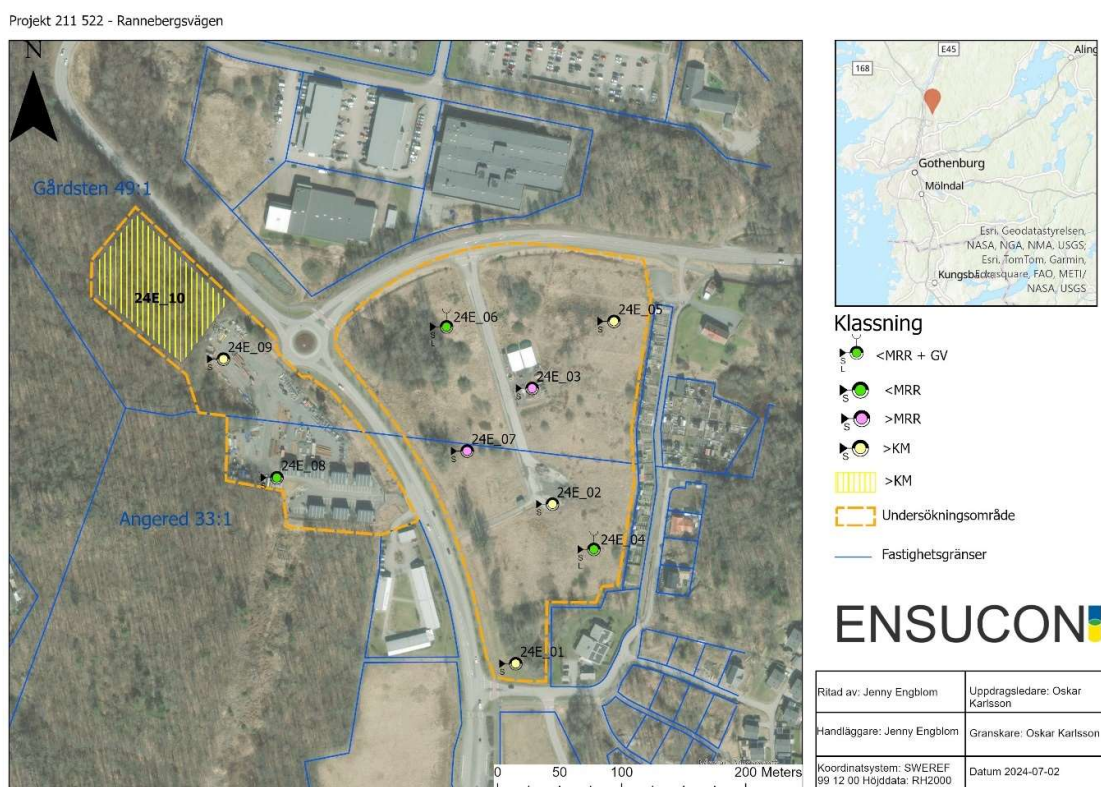 Projekt 211 522 - Rannebergsvägen
N
Gårdsten 49:1
24E_10
24E_09
24E_08
Angered 33:1
24E_06
S
L
24E_05
S
24E_03
S
24E_07
S
24E_02
S
24E_04
S
L
24E_01
S
S
S
0 50 100 200 Meters
E45
168
Aling
Gothenburg
Mölndal
Kungsbacka
Esri, Geodatastyrelsen,
NASA, NGA, NMA, USGS;
Esri, TomTom, Garmin,
Foursquare, FAO, METI/
NASA, USGS
Klassning
S
L
<MRR + GV
S
<MRR
S
>MRR
S
>KM
>KM
Undersökningsområde
Fastighetsgränser
ENSUCON
Ritad av: Jenny Engblom
Uppdragsledare: Oskar
Karlsson
Handläggare: Jenny Engblom
Granskare: Oskar Karlsson
Koordinatsystem: SWEREF
99 12 00 Höjddata: RH2000
Datum 2024-07-02